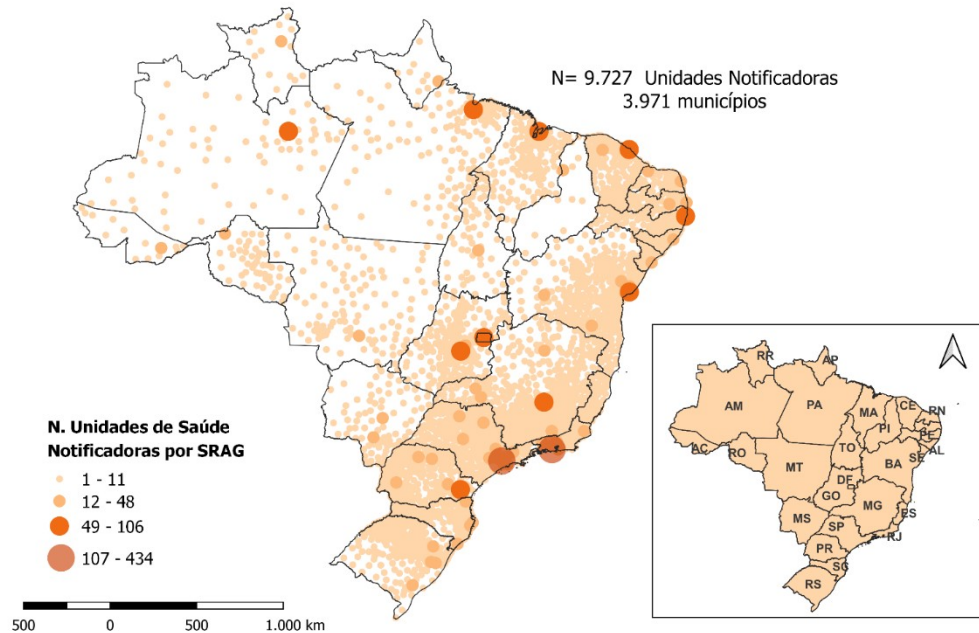 N= 9.727 Unidades Notificadoras
3.971 municípios
N. Unidades de Saúde
Notificadoras por SRAG
1 - 11
12 - 48
49 - 106
107 - 434
500 0 500 1.000 km
RR
AP
AM
PA
MA
CE
RN
PI
PE
AC
RO
TO
AL
SE
MT
BA
DF
GO
MG
MS
ES
SP
RJ
PR
SC
RS